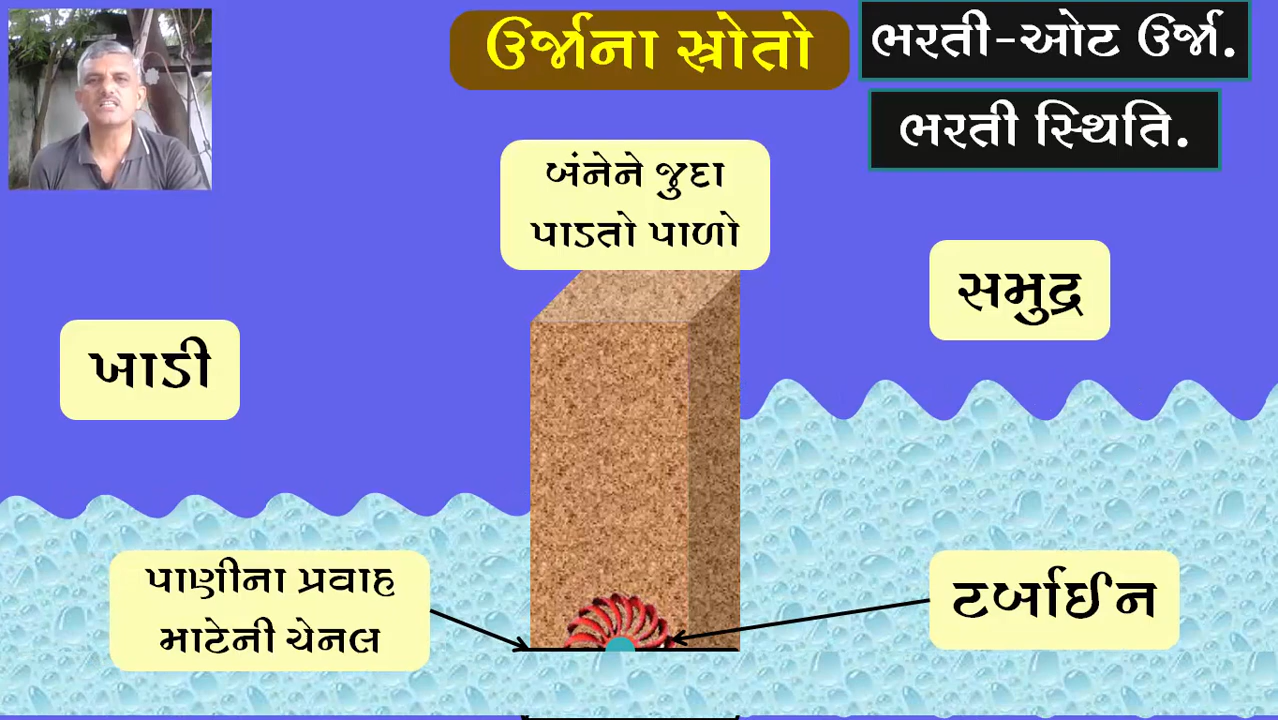 ઉર્જાના સ્રોતો
ભરતી-ઓટ ઉર્જા.
ભરતી સ્થિતિ.
બંનેને જુદા
પાડતો પાળો
સમુદ્ર
ખાડી
પાણીના પ્રવાહ
માટેની ચેનલ
ટર્બાઈન